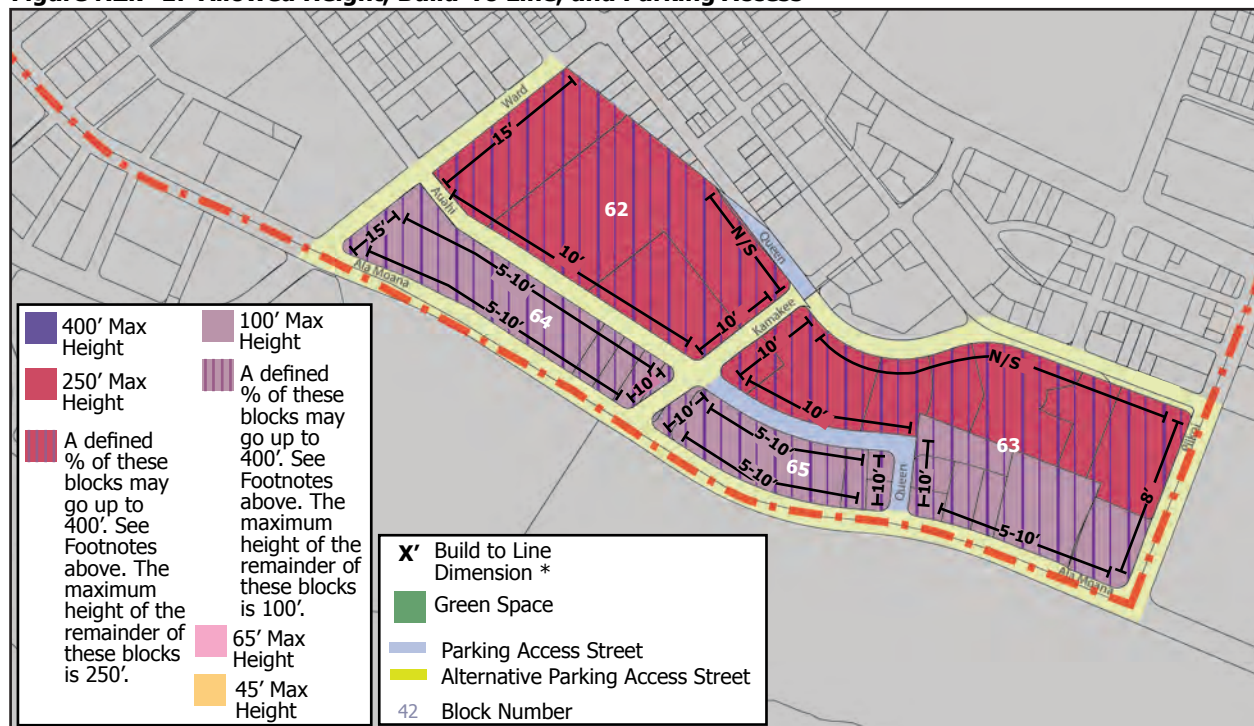 Ward
15'
Auahi
62
N/S
Queen
15'
10'
Ala Moana
5-10'
5-10'
64
10'
Kamakee
10'
10'
N/S
10'
10'
5-10'
65
5-10'
10'
Queen
10'
63
Piikoi
8'
5-10'
Ala Moana
400' Max
Height
250' Max
Height
A defined
% of these
blocks may
go up to
400'. See
Footnotes
above. The
maximum
height of the
remainder of
these blocks
is 250'.
100' Max
Height
A defined
% of these
blocks may
go up to
400'. See
Footnotes
above. The
maximum
height of the
remainder of
these blocks
is 100'.
65' Max
Height
45' Max
Height
X' Build to Line
Dimension *
Green Space
Parking Access Street
Alternative Parking Access Street
42 Block Number